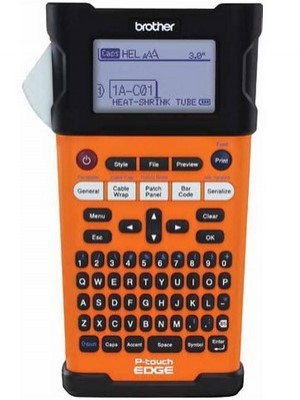 brother
Caps HEL AAA 3.0"
1 1A-C01
HEAT-SHRINK TUBE
Print
Style File Preview
General Cable Wrap Patch Panel Bar Code Serialize
Menu Clear
Esc OK
1 2 3 4 5 6 7 8 9 0
Q W E R T Y U I O P
A S D F G H J K L
Z X C V B N M
Shift Caps Accent Space Symbol Enter
P-touch
EDGE